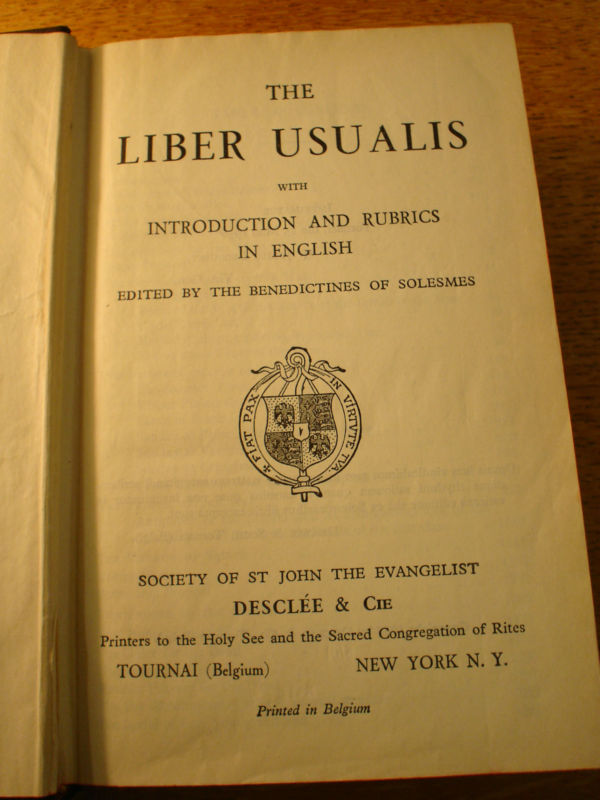 THE
LIBER USUALIS
WITH
INTRODUCTION AND RUBRICS
IN ENGLISH
EDITED BY THE BENEDICTINES OF SOLESMES
✠ FIAT PAX IN VIRTVTE TVA.
SOCIETY OF ST JOHN THE EVANGELIST
DESCLÉE & CIE
Printers to the Holy See and the Sacred Congregation of Rites
TOURNAI (Belgium) NEW YORK N. Y.
Printed in Belgium